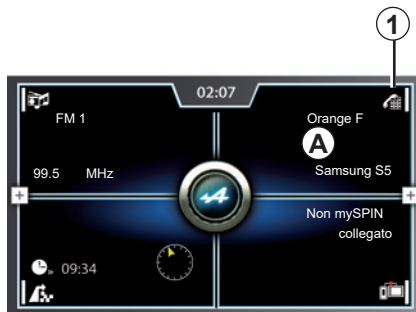 1
02:07
FM 1
Orange F
A
99.5 MHz
Samsung S5
Non mySPIN
collegato
09:34